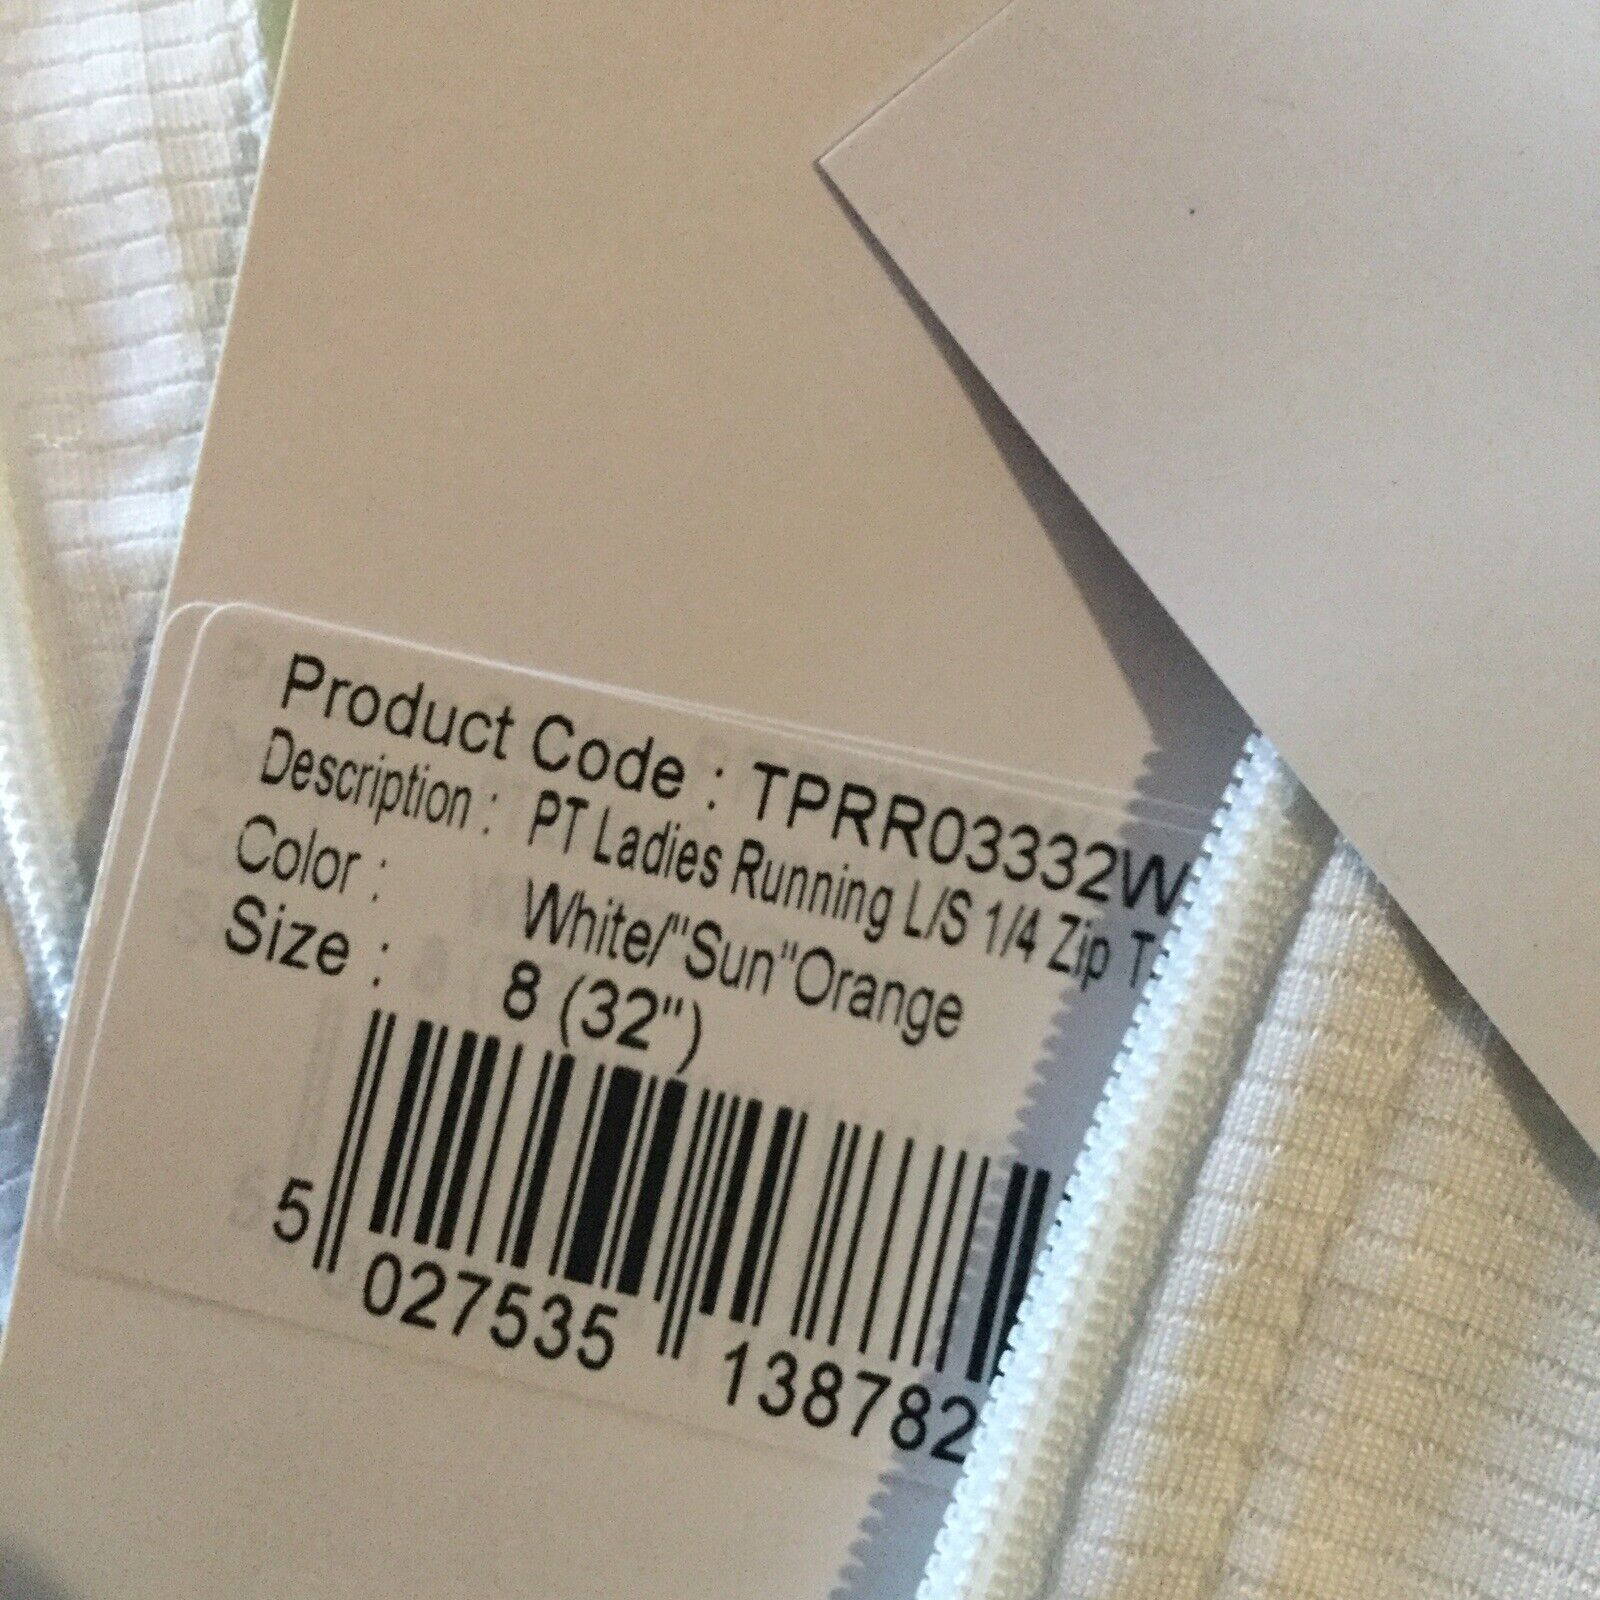 Product Code : TPRR03332W
Description : PT Ladies Running L/S 1/4 Zip T-
Color : White/"Sun"Orange
Size : 8 (32")
5 027535 138782